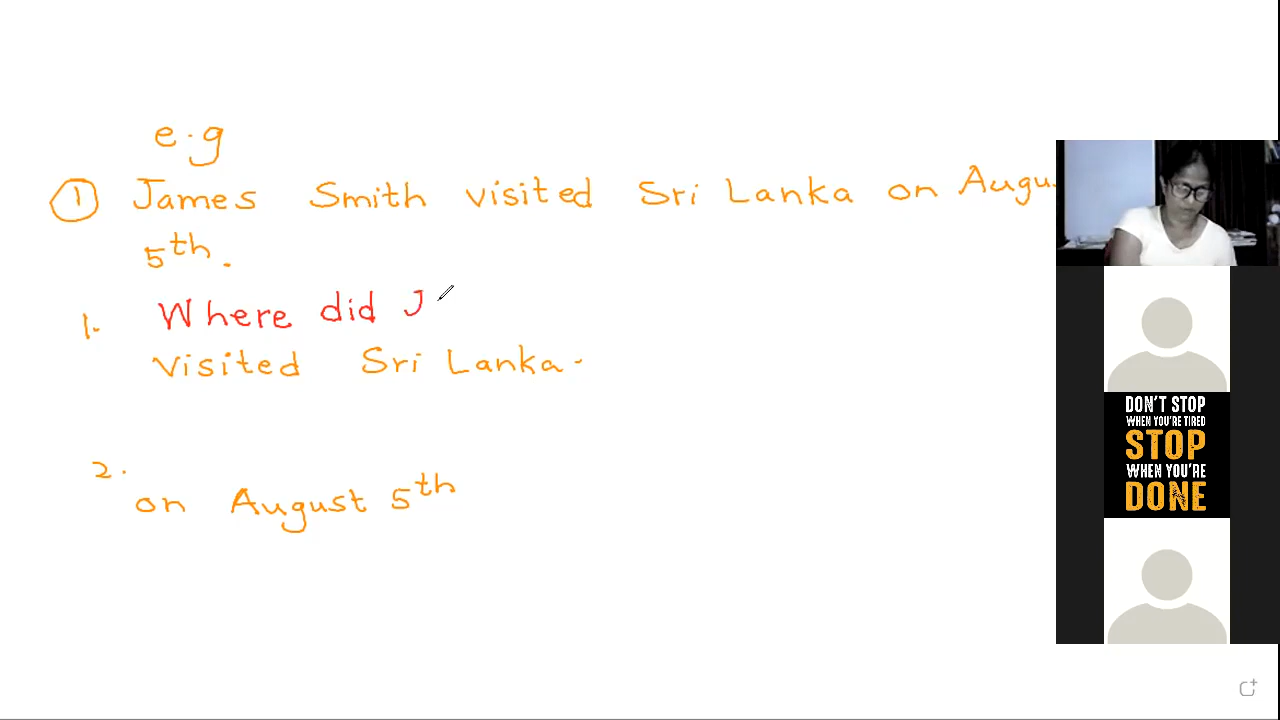 e.g
① James Smith visited Sri Lanka on Augu
5th.
1. Where did J
visited Sri Lanka.
2.
on August 5th
DON'T STOP
WHEN YOU'RE TIRED
STOP
WHEN YOU'RE
DONE